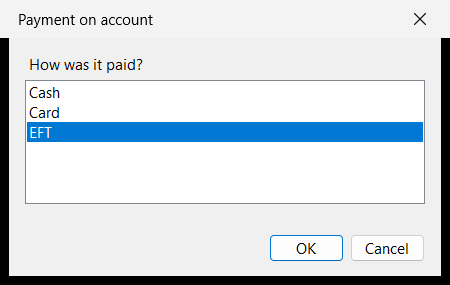 Payment on account
How was it paid?
Cash
Card
EFT
OK
Cancel